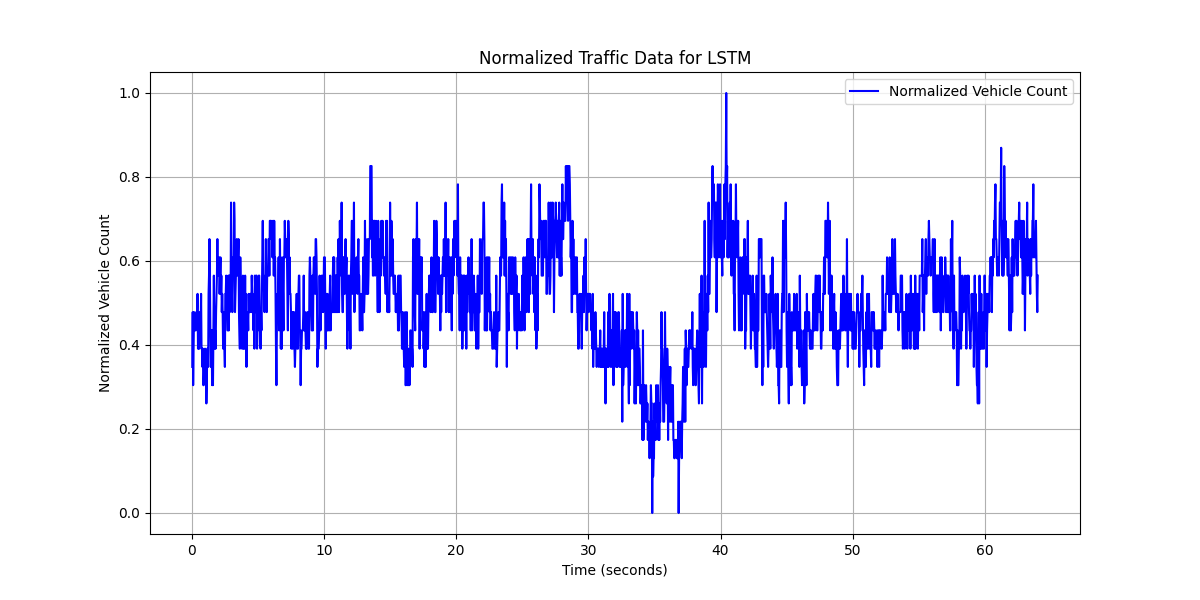 Normalized Traffic Data for LSTM
Normalized Vehicle Count
1.0
0.8
0.6
0.4
0.2
0.0
Normalized Vehicle Count
0 10 20 30 40 50 60
Time (seconds)